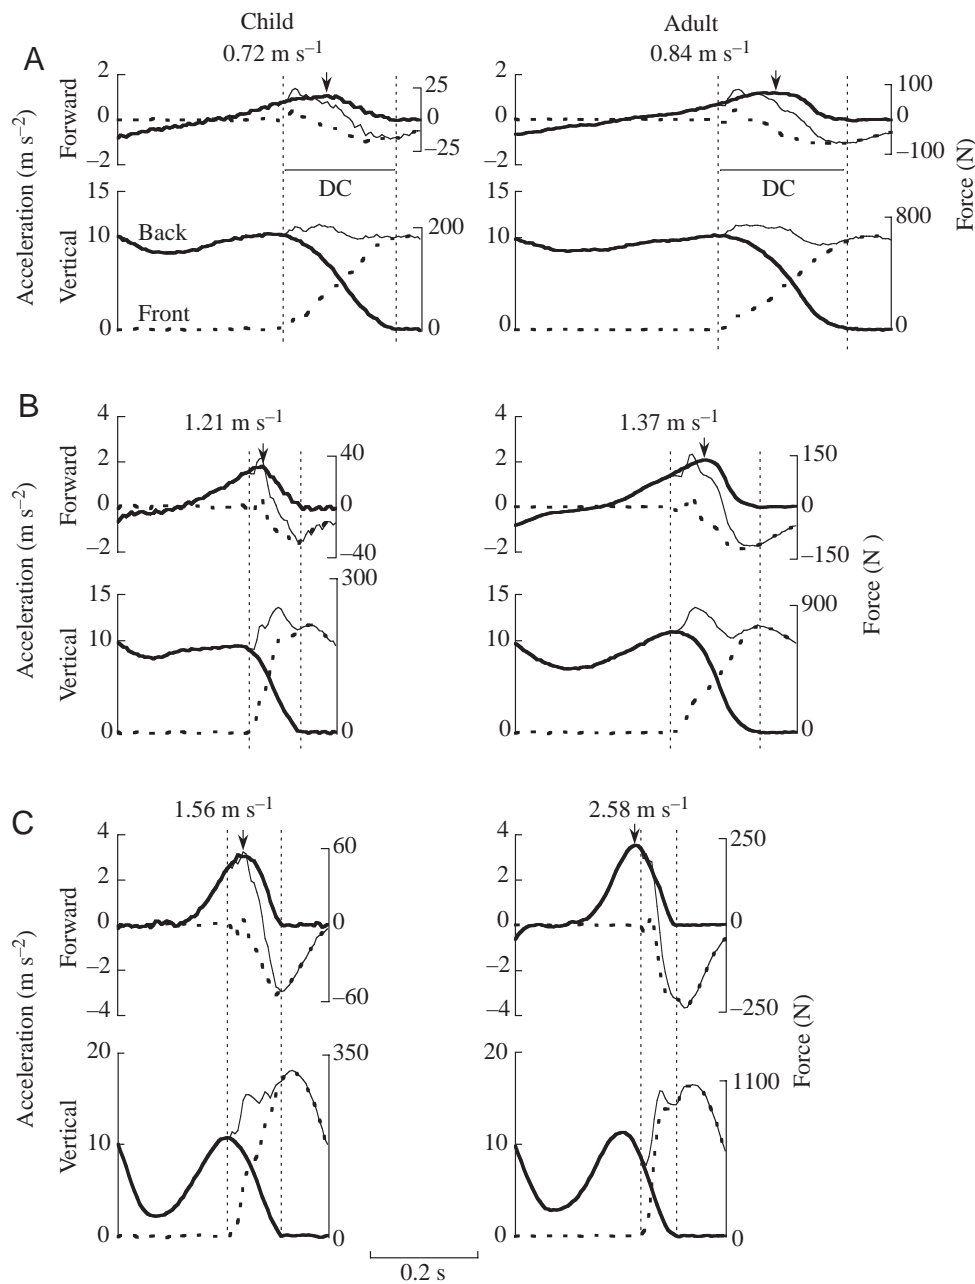 Child
Adult
A
0.72 m s–1
0.84 m s–1
Acceleration (m s–2)
Forward
2
0
–2
25
0
–25
2
0
–2
100
0
–100
Force (N)
DC
DC
Vertical
15
10
5
0
Back
Front
200
0
15
10
5
0
800
0
B
1.21 m s–1
1.37 m s–1
Acceleration (m s–2)
Forward
4
2
0
–2
40
0
–40
4
2
0
–2
150
0
–150
Force (N )
Vertical
15
10
5
0
300
0
15
10
5
0
900
0
C
1.56 m s–1
2.58 m s–1
Acceleration (m s–2)
Forward
4
2
0
–2
–4
60
0
–60
4
2
0
–2
–4
250
0
–250
Force (N)
Vertical
20
10
0
350
0
20
10
0
1100
0
0.2 s